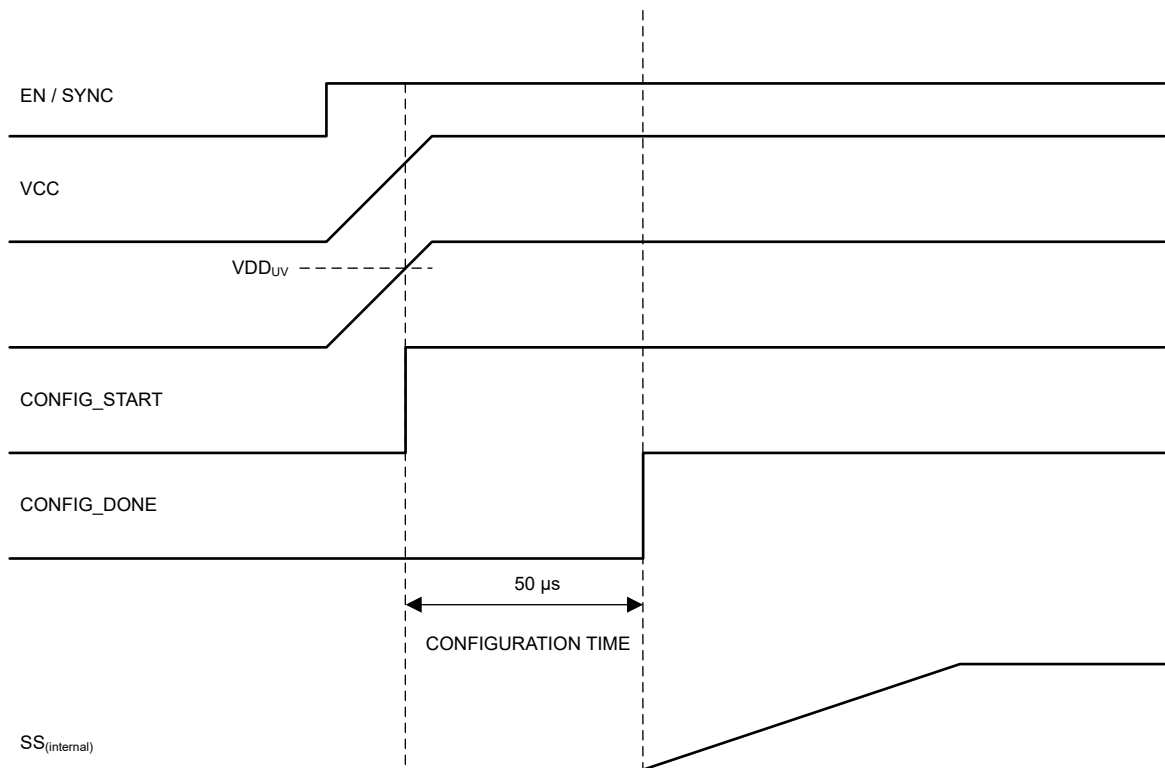 EN / SYNC
VCC
VDDUV
CONFIG_START
CONFIG_DONE
50 µs
CONFIGURATION TIME
SS(internal)